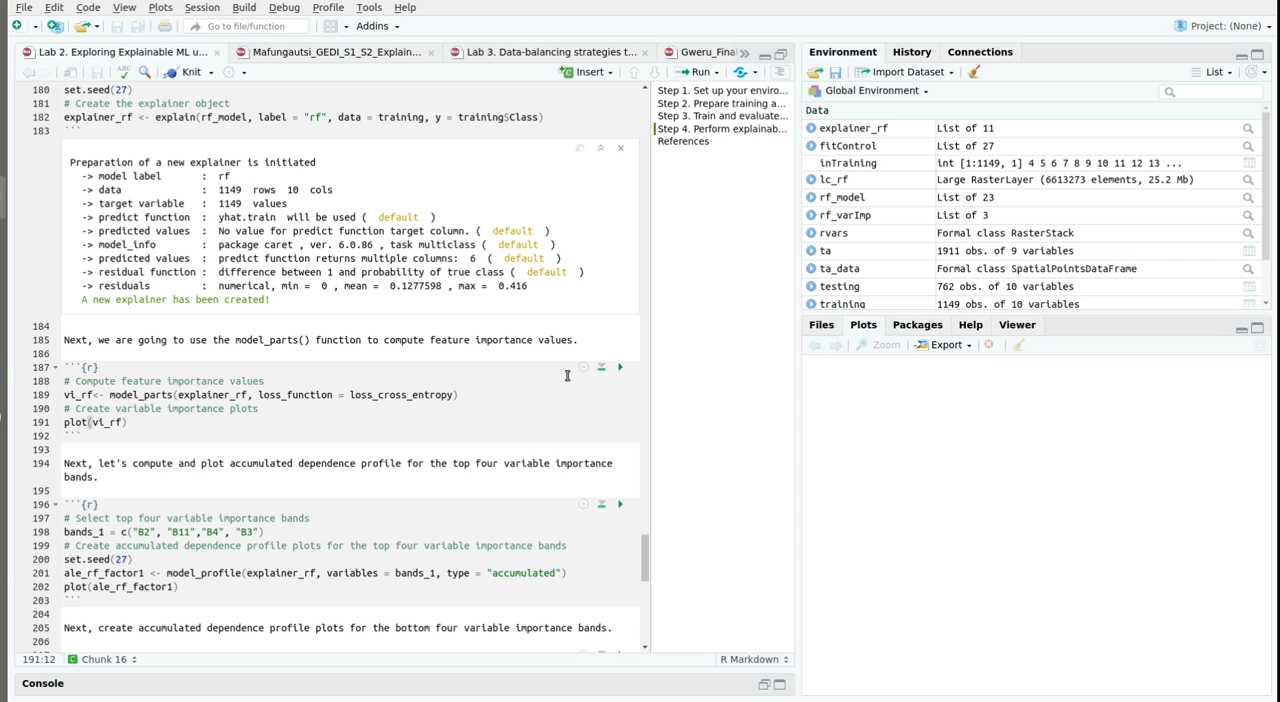 File Edit Code View Plots Session Build Debug Profile Tools Help
Go to file/function Addins Project: (None)
Lab 2. Exploring Explainable ML u... Mafungautsi_GEDI_S1_S2_Explain... Lab 3. Data-balancing strategies t... Gweru_Final
Knit Insert Run
180 set.seed(27)
181 # Create the explainer object
182 explainer_rf <- explain(rf_model, label = "rf", data = training, y = training$Class)
183 ```
Preparation of a new explainer is initiated
-> model label : rf
-> data : 1149 rows 10 cols
-> target variable : 1149 values
-> predict function : yhat.train will be used ( default )
-> predicted values : No value for predict function target column. ( default )
-> model_info : package caret , ver. 6.0.86 , task multiclass ( default )
-> predicted values : predict function returns multiple columns: 6 ( default )
-> residual function : difference between 1 and probability of true class ( default )
-> residuals : numerical, min = 0 , mean = 0.1277598 , max = 0.416
A new explainer has been created!
184
185 Next, we are going to use the model_parts() function to compute feature importance values.
186
187 ```{r}
188 # Compute feature importance values
189 vi_rf<- model_parts(explainer_rf, loss_function = loss_cross_entropy)
190 # Create variable importance plots
191 plot(vi_rf)
192 ```
193
194 Next, let's compute and plot accumulated dependence profile for the top four variable importance
bands.
195
196 ```{r}
197 # Select top four variable importance bands
198 bands_1 = c("B2", "B11","B4", "B3")
199 # Create accumulated dependence profile plots for the top four variable importance bands
200 set.seed(27)
201 ale_rf_factor1 <- model_profile(explainer_rf, variables = bands_1, type = "accumulated")
202 plot(ale_rf_factor1)
203 ```
204
205 Next, create accumulated dependence profile plots for the bottom four variable importance bands.
206
191:12 Chunk 16 R Markdown
Console
Step 1. Set up your enviro...
Step 2. Prepare training a...
Step 3. Train and evaluate...
Step 4. Perform explainab...
References
Environment History Connections
Import Dataset List
Global Environment
Data
explainer_rf List of 11
fitControl List of 27
inTraining int [1:1149, 1] 4 5 6 7 8 9 10 11 12 13 ...
lc_rf Large RasterLayer (6613273 elements, 25.2 Mb)
rf_model List of 23
rf_varImp List of 3
rvars Formal class RasterStack
ta 1911 obs. of 9 variables
ta_data Formal class SpatialPointsDataFrame
testing 762 obs. of 10 variables
training 1149 obs. of 10 variables
Files Plots Packages Help Viewer
Zoom Export